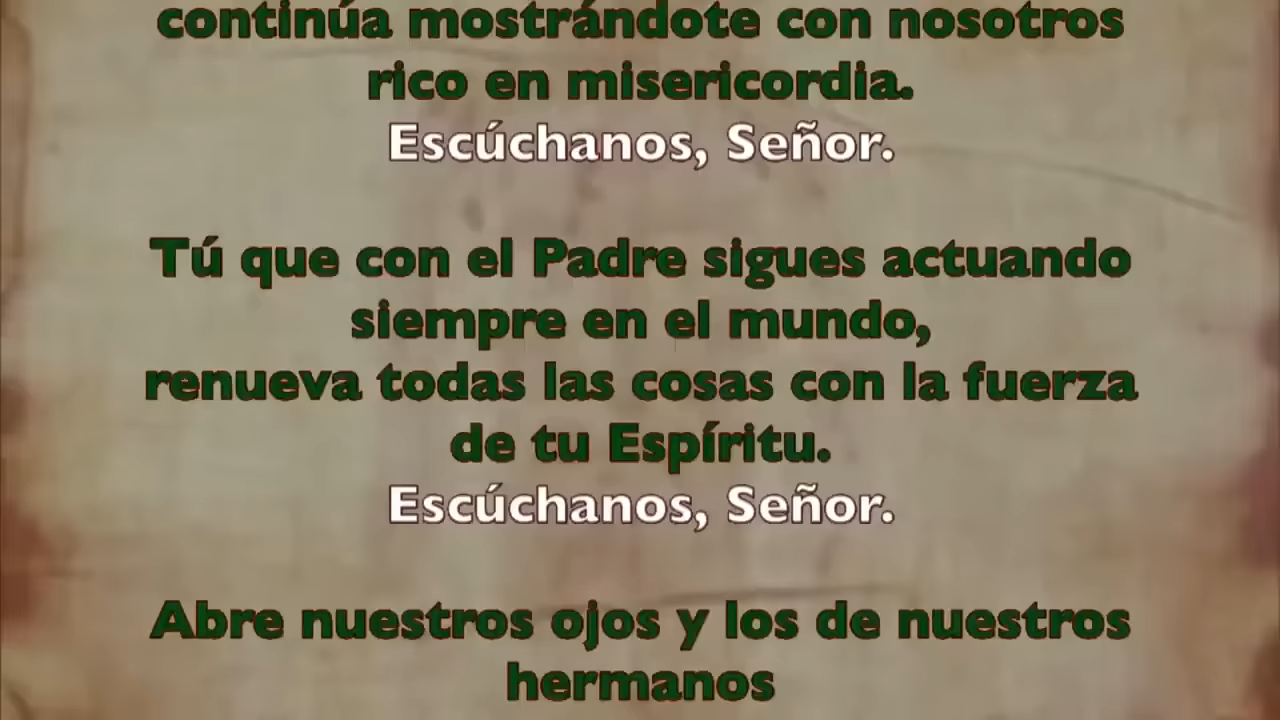 continúa mostrándote con nosotros
rico en misericordia.
Escúchanos, Señor.
Tú que con el Padre sigues actuando
siempre en el mundo,
renueva todas las cosas con la fuerza
de tu Espíritu.
Escúchanos, Señor.
Abre nuestros ojos y los de nuestros
hermanos